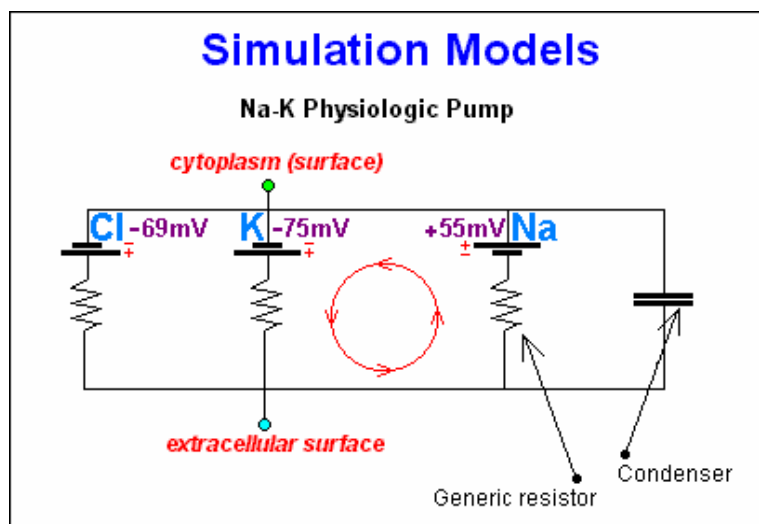 Simulation Models
Na-K Physiologic Pump
cytoplasm (surface)
Cl -69mV K -75mV +55mV Na
- + - + + -
extracellular surface
Condenser
Generic resistor